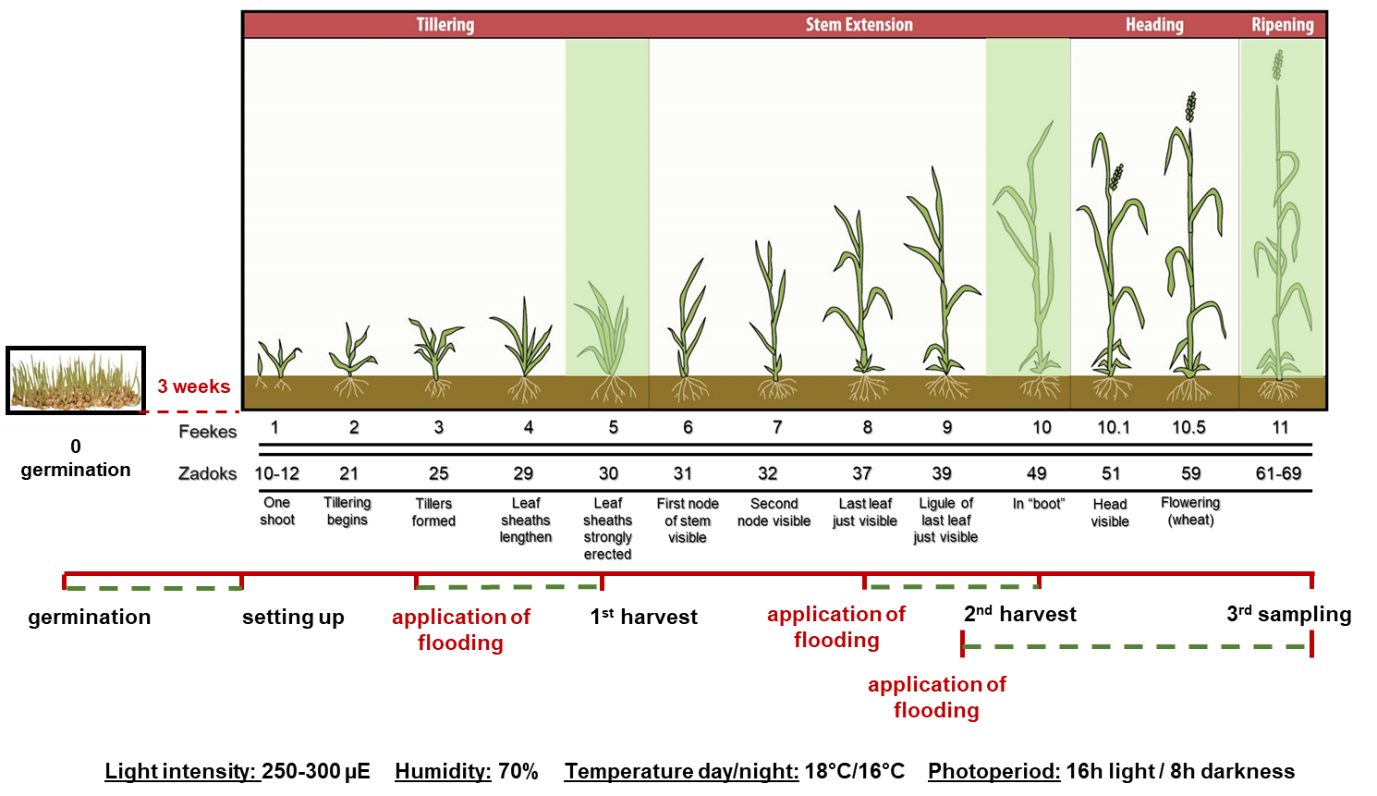 Tillering Stem Extension Heading Ripening
3 weeks
0
germination
Feekes 1 2 3 4 5 6 7 8 9 10 10.1 10.5 11
Zadoks 10-12 21 25 29 30 31 32 37 39 49 51 59 61-69
One
shoot
Tillering
begins
Tillers
formed
Leaf
sheaths
lengthen
Leaf
sheaths
strongly
erected
First node
of stem
visible
Second
node visible
Last leaf
just visible
Ligule of
last leaf
just visible
In “boot”
Head
visible
Flowering
(wheat)
germination
setting up
application of
flooding
1st harvest
application of
flooding
2nd harvest
3rd sampling
application of
flooding
Light intensity: 250-300 µE Humidity: 70% Temperature day/night: 18°C/16°C Photoperiod: 16h light / 8h darkness